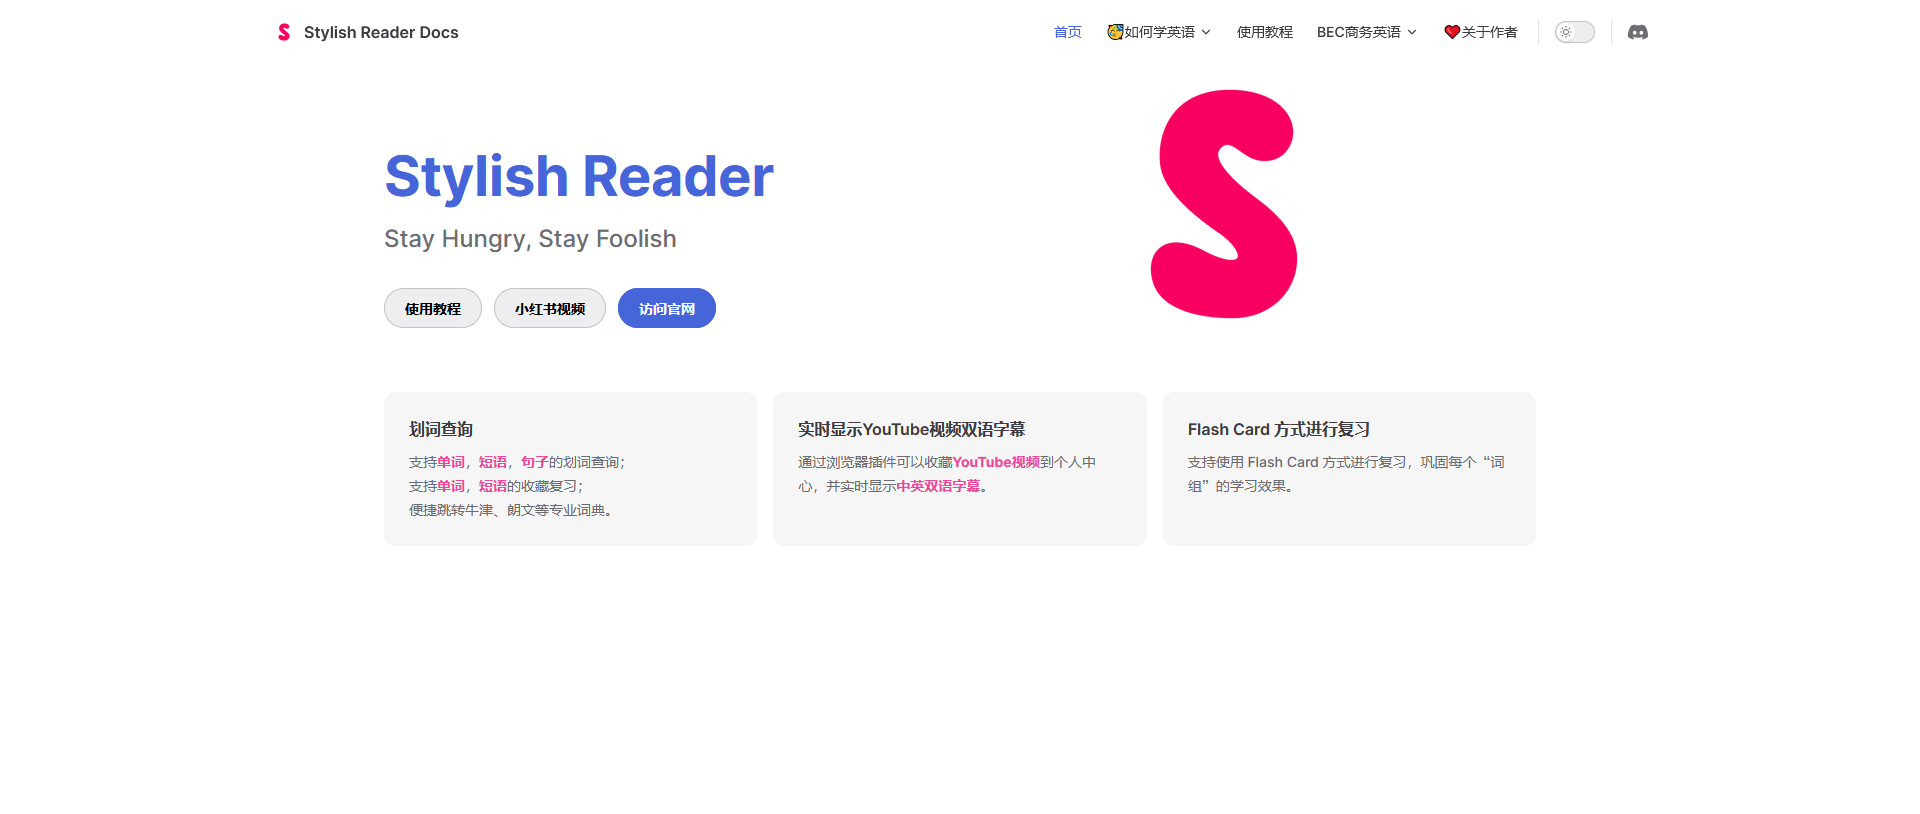 Stylish Reader Docs
首页
如何学英语
使用教程
BEC商务英语
关于作者
Stylish Reader
Stay Hungry, Stay Foolish
使用教程
小红书视频
访问官网
划词查询
支持单词，短语，句子的划词查询；
支持单词，短语的收藏复习；
便捷跳转牛津、朗文等专业词典。
实时显示YouTube视频双语字幕
通过浏览器插件可以收藏YouTube视频到个人中
心，并实时显示中英双语字幕。
Flash Card 方式进行复习
支持使用 Flash Card 方式进行复习，巩固每个“词
组”的学习效果。